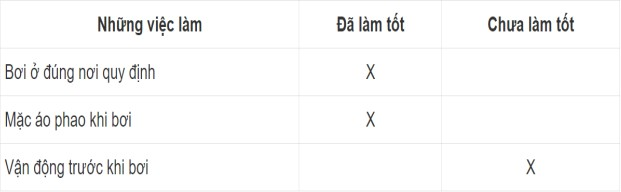 Những việc làm Đã làm tốt Chưa làm tốt
Bơi ở đúng nơi quy định X
Mặc áo phao khi bơi X
Vận động trước khi bơi X